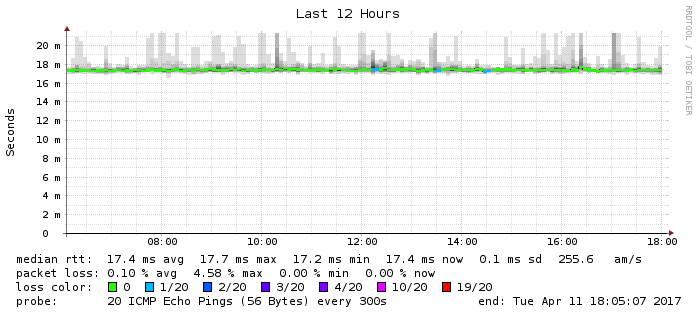 Last 12 Hours
RRDTOOL / TOBI OETIKER
Seconds
20 m
18 m
16 m
14 m
12 m
10 m
8 m
6 m
4 m
2 m
0
08:00 10:00 12:00 14:00 16:00 18:00
median rtt: 17.4 ms avg 17.7 ms max 17.2 ms min 17.4 ms now 0.1 ms sd 255.6 am/s
packet loss: 0.10 % avg 4.58 % max 0.00 % min 0.00 % now
loss color: 0 1/20 2/20 3/20 4/20 10/20 19/20
probe: 20 ICMP Echo Pings (56 Bytes) every 300s end: Tue Apr 11 18:05:07 2017